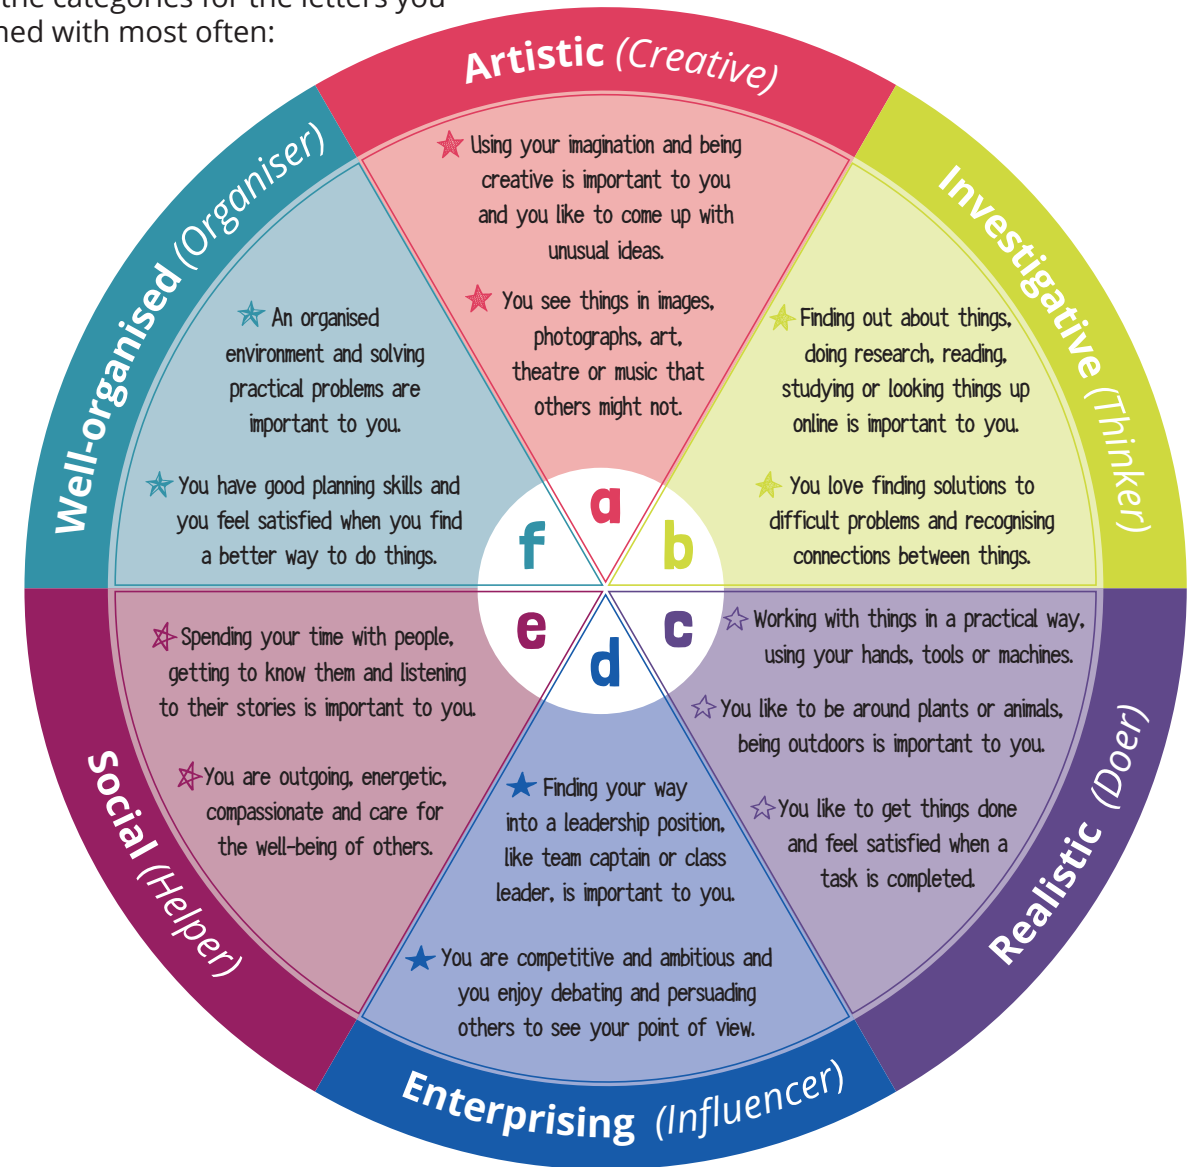 the categories for the letters you
ned with most often:
Artistic (Creative)
Using your imagination and being
creative is important to you
and you like to come up with
unusual ideas.
You see things in images,
photographs, art,
theatre or music that
others might not.
a
Investigative (Thinker)
Finding out about things,
doing research, reading,
studying or looking things up
online is important to you.
You love finding solutions to
difficult problems and recognising
connections between things.
b
Realistic (Doer)
Working with things in a practical way,
using your hands, tools or machines.
You like to be around plants or animals,
being outdoors is important to you.
You like to get things done
and feel satisfied when a
task is completed.
c
Enterprising (Influencer)
Finding your way
into a leadership position,
like team captain or class
leader, is important to you.
You are competitive and ambitious and
you enjoy debating and persuading
others to see your point of view.
d
Social (Helper)
Spending your time with people,
getting to know them and listening
to their stories is important to you.
You are outgoing, energetic,
compassionate and care for
the well-being of others.
e
Well-organised (Organiser)
An organised
environment and solving
practical problems are
important to you.
You have good planning skills and
you feel satisfied when you find
a better way to do things.
f